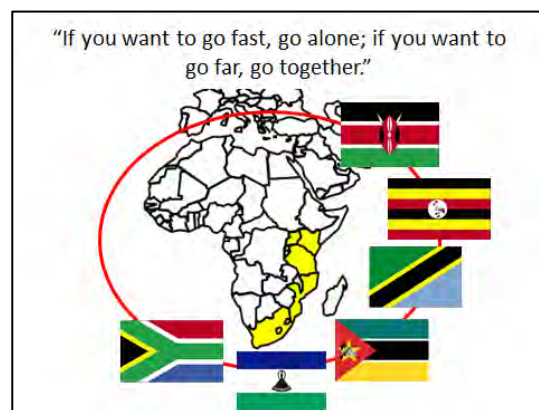 “If you want to go fast, go alone; if you want to
go far, go together.”